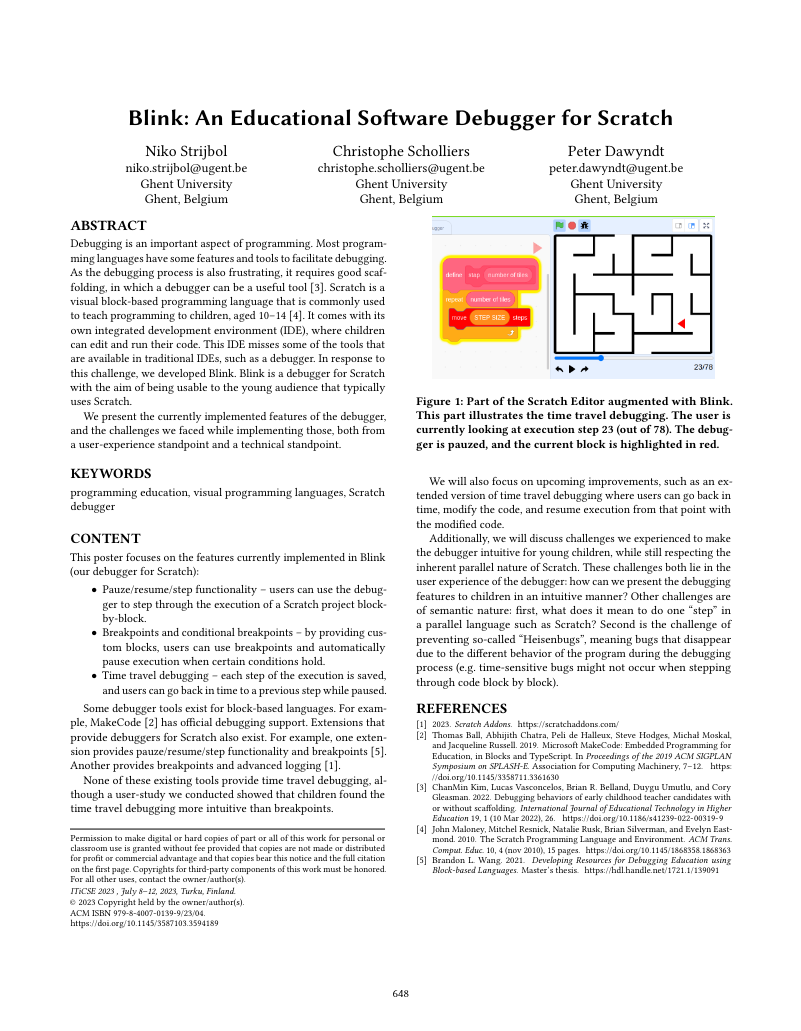 Blink: An Educational Software Debugger for Scratch
Niko Strijbol
niko.strijbol@ugent.be
Ghent University
Ghent, Belgium
Christophe Scholliers
christophe.scholliers@ugent.be
Ghent University
Ghent, Belgium
Peter Dawyndt
peter.dawyndt@ugent.be
Ghent University
Ghent, Belgium
ABSTRACT
Debugging is an important aspect of programming. Most program-
ming languages have some features and tools to facilitate debugging.
As the debugging process is also frustrating, it requires good scaf-
folding, in which a debugger can be a useful tool [3]. Scratch is a
visual block-based programming language that is commonly used
to teach programming to children, aged 10–14 [4]. It comes with its
own integrated development environment (IDE), where children
can edit and run their code. This IDE misses some of the tools that
are available in traditional IDEs, such as a debugger. In response to
this challenge, we developed Blink. Blink is a debugger for Scratch
with the aim of being usable to the young audience that typically
uses Scratch.
We present the currently implemented features of the debugger,
and the challenges we faced while implementing those, both from
a user-experience standpoint and a technical standpoint.
KEYWORDS
programming education, visual programming languages, Scratch
debugger
CONTENT
This poster focuses on the features currently implemented in Blink
(our debugger for Scratch):
• Pauze/resume/step functionality – users can use the debug-
ger to step through the execution of a Scratch project block-
by-block.
• Breakpoints and conditional breakpoints – by providing cus-
tom blocks, users can use breakpoints and automatically
pause execution when certain conditions hold.
• Time travel debugging – each step of the execution is saved,
and users can go back in time to a previous step while paused.
Some debugger tools exist for block-based languages. For exam-
ple, MakeCode [2] has official debugging support. Extensions that
provide debuggers for Scratch also exist. For example, one exten-
sion provides pauze/resume/step functionality and breakpoints [5].
Another provides breakpoints and advanced logging [1].
None of these existing tools provide time travel debugging, al-
though a user-study we conducted showed that children found the
time travel debugging more intuitive than breakpoints.
Permission to make digital or hard copies of part or all of this work for personal or
classroom use is granted without fee provided that copies are not made or distributed
for profit or commercial advantage and that copies bear this notice and the full citation
on the first page. Copyrights for third-party components of this work must be honored.
For all other uses, contact the owner/author(s).
ITiCSE 2023 , July 8–12, 2023, Turku, Finland.
© 2023 Copyright held by the owner/author(s).
ACM ISBN 979-8-4007-0139-9/23/04.
https://doi.org/10.1145/3587103.3594189
define step number of tiles
repeat number of tiles
move STEP SIZE steps
23/78
Figure 1: Part of the Scratch Editor augmented with Blink.
This part illustrates the time travel debugging. The user is
currently looking at execution step 23 (out of 78). The debug-
ger is pauzed, and the current block is highlighted in red.
We will also focus on upcoming improvements, such as an ex-
tended version of time travel debugging where users can go back in
time, modify the code, and resume execution from that point with
the modified code.
Additionally, we will discuss challenges we experienced to make
the debugger intuitive for young children, while still respecting the
inherent parallel nature of Scratch. These challenges both lie in the
user experience of the debugger: how can we present the debugging
features to children in an intuitive manner? Other challenges are
of semantic nature: first, what does it mean to do one “step” in
a parallel language such as Scratch? Second is the challenge of
preventing so-called “Heisenbugs”, meaning bugs that disappear
due to the different behavior of the program during the debugging
process (e.g. time-sensitive bugs might not occur when stepping
through code block by block).
REFERENCES
[1] 2023. Scratch Addons. https://scratchaddons.com/
[2] Thomas Ball, Abhijith Chatra, Peli de Halleux, Steve Hodges, Michał Moskal,
and Jacqueline Russell. 2019. Microsoft MakeCode: Embedded Programming for
Education, in Blocks and TypeScript. In Proceedings of the 2019 ACM SIGPLAN
Symposium on SPLASH-E. Association for Computing Machinery, 7–12. https:
//doi.org/10.1145/3358711.3361630
[3] ChanMin Kim, Lucas Vasconcelos, Brian R. Belland, Duygu Umutlu, and Cory
Gleasman. 2022. Debugging behaviors of early childhood teacher candidates with
or without scaffolding. International Journal of Educational Technology in Higher
Education 19, 1 (10 Mar 2022), 26. https://doi.org/10.1186/s41239-022-00319-9
[4] John Maloney, Mitchel Resnick, Natalie Rusk, Brian Silverman, and Evelyn East-
mond. 2010. The Scratch Programming Language and Environment. ACM Trans.
Comput. Educ. 10, 4 (nov 2010), 15 pages. https://doi.org/10.1145/1868358.1868363
[5] Brandon L. Wang. 2021. Developing Resources for Debugging Education using
Block-based Languages. Master's thesis. https://hdl.handle.net/1721.1/139091
648